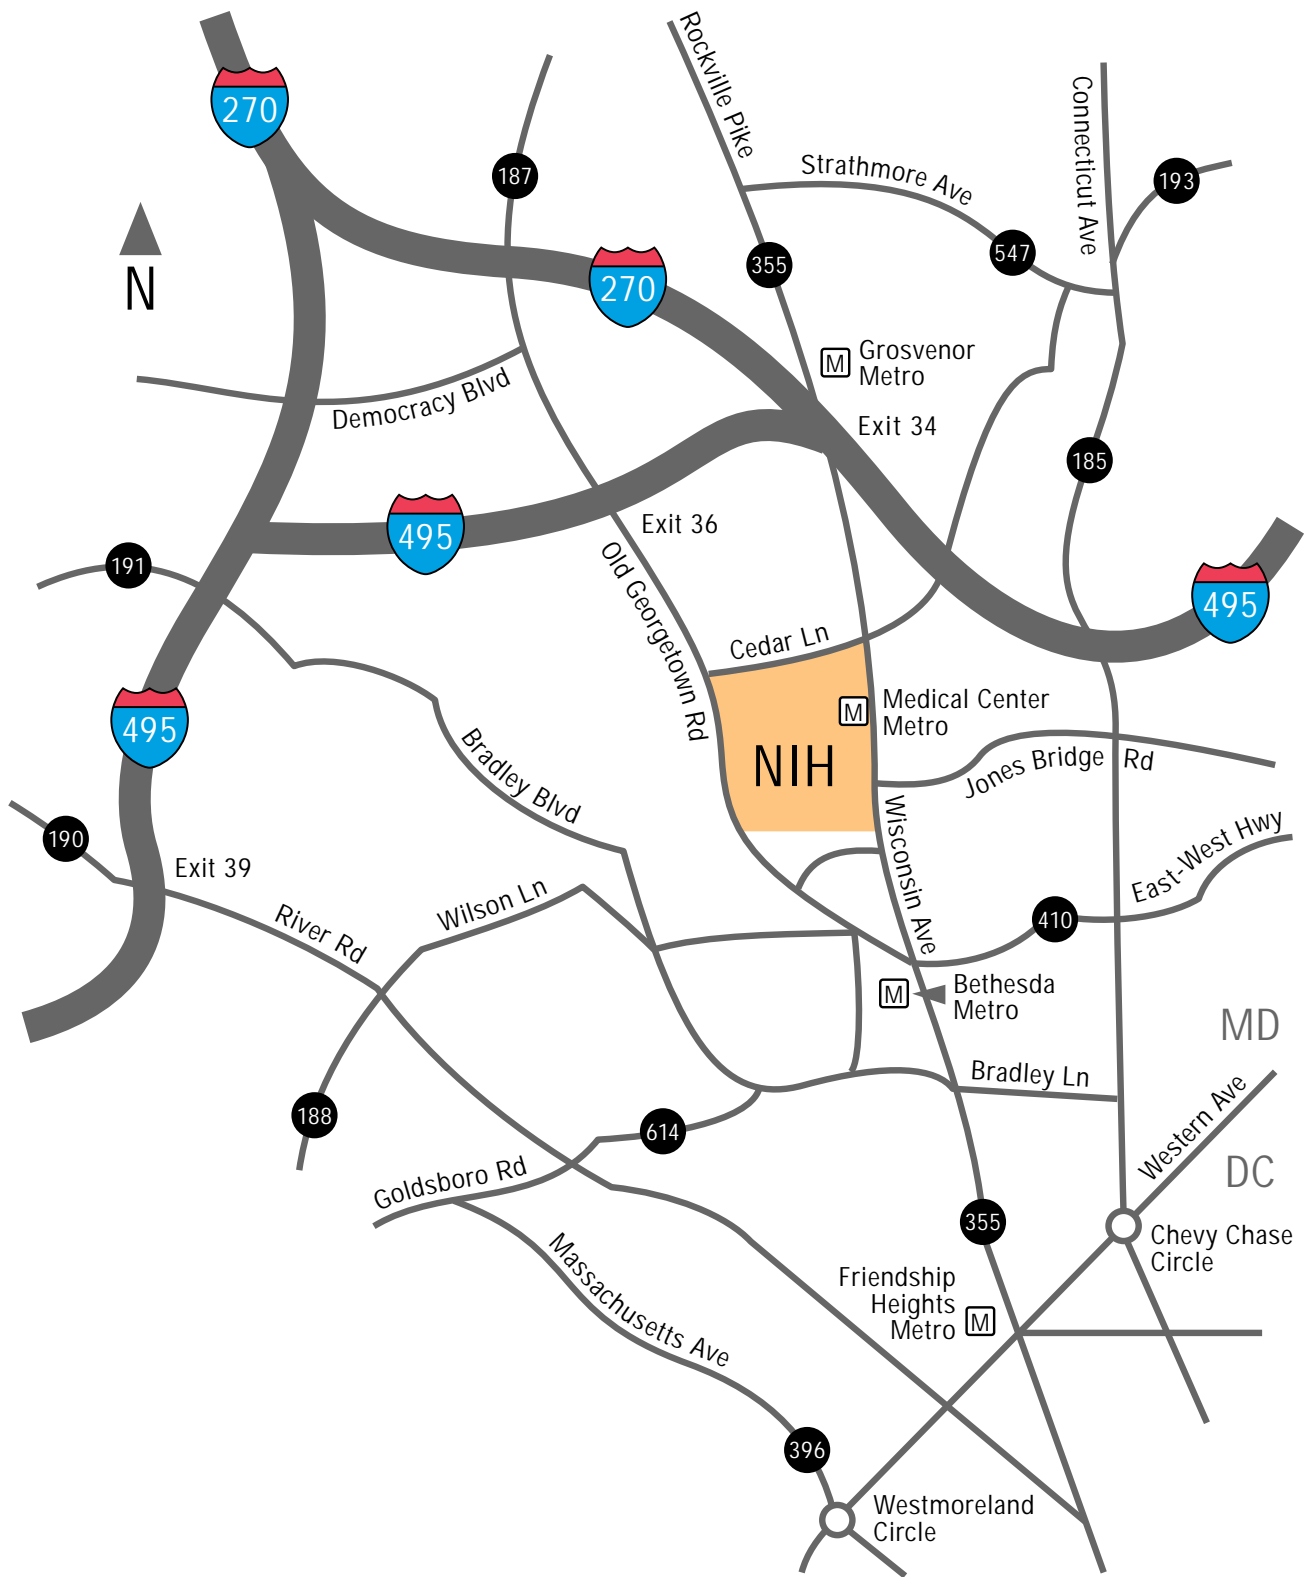 270
Rockville Pike
Connecticut Ave
187
Strathmore Ave
193
547
355
N
270
Grosvenor
Metro
Democracy Blvd
Exit 34
185
495
Exit 36
191
Old Georgetown Rd
495
Cedar Ln
495
Medical Center
Metro
NIH
Jones Bridge Rd
Bradley Blvd
Wisconsin Ave
190
Exit 39
East-West Hwy
Wilson Ln
410
River Rd
Bethesda
Metro
MD
Bradley Ln
188
614
Western Ave
DC
Goldsboro Rd
355
Chevy Chase
Circle
Massachusetts Ave
Friendship
Heights
Metro
396
Westmoreland
Circle
M
M
M
M